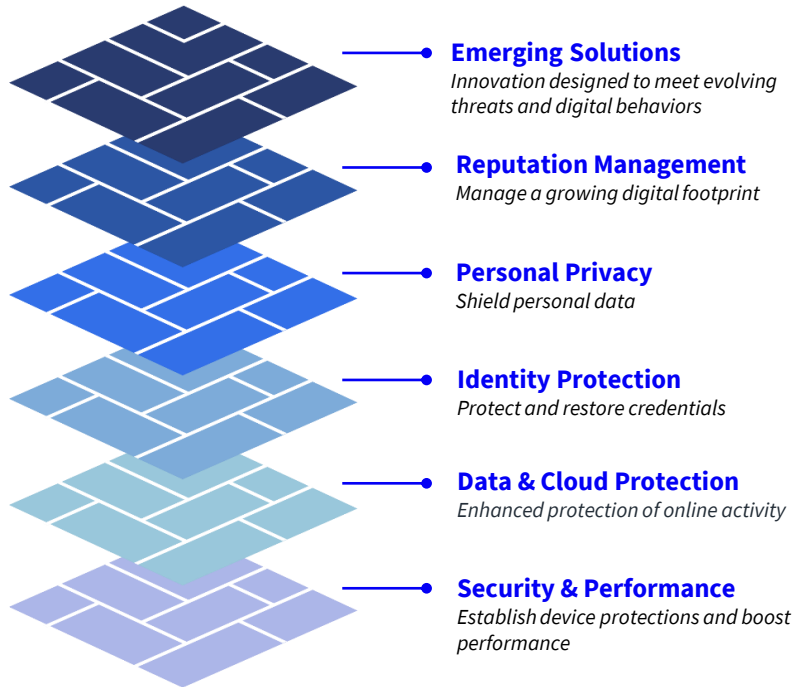 Emerging Solutions
Innovation designed to meet evolving
threats and digital behaviors
Reputation Management
Manage a growing digital footprint
Personal Privacy
Shield personal data
Identity Protection
Protect and restore credentials
Data & Cloud Protection
Enhanced protection of online activity
Security & Performance
Establish device protections and boost
performance